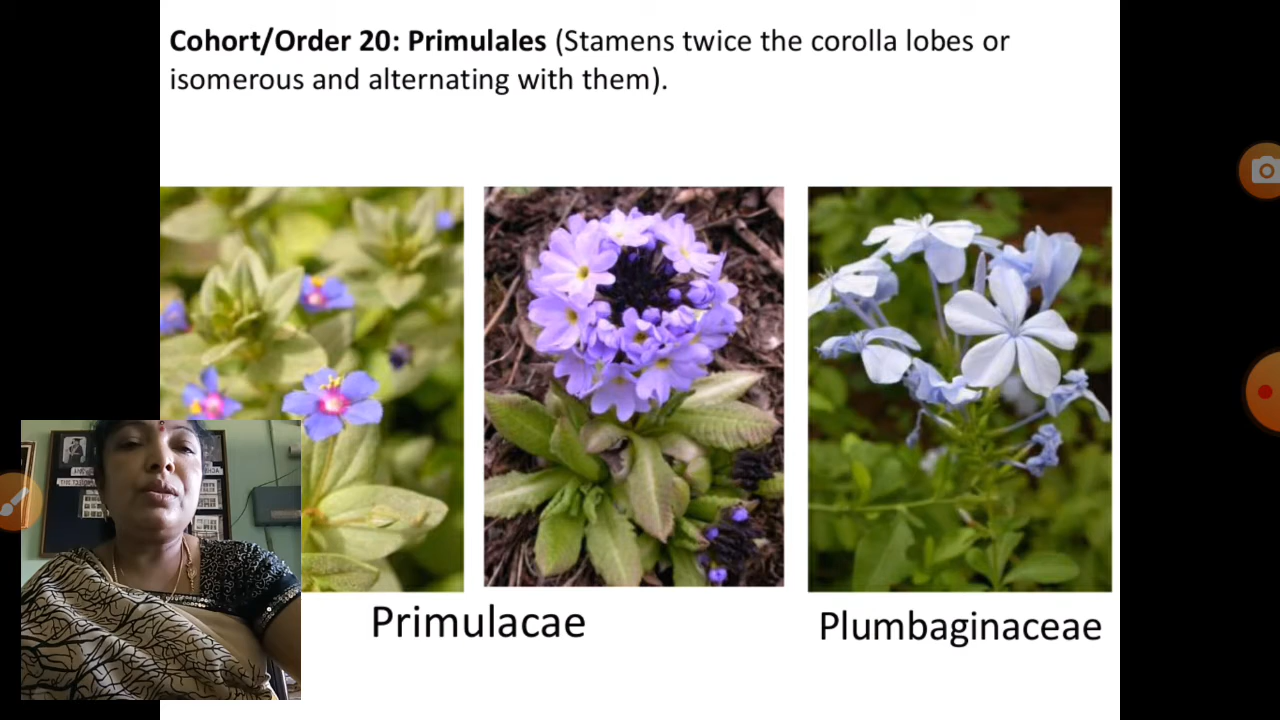 Cohort/Order 20: Primulales (Stamens twice the corolla lobes or
isomerous and alternating with them).
Primulacae
Plumbaginaceae